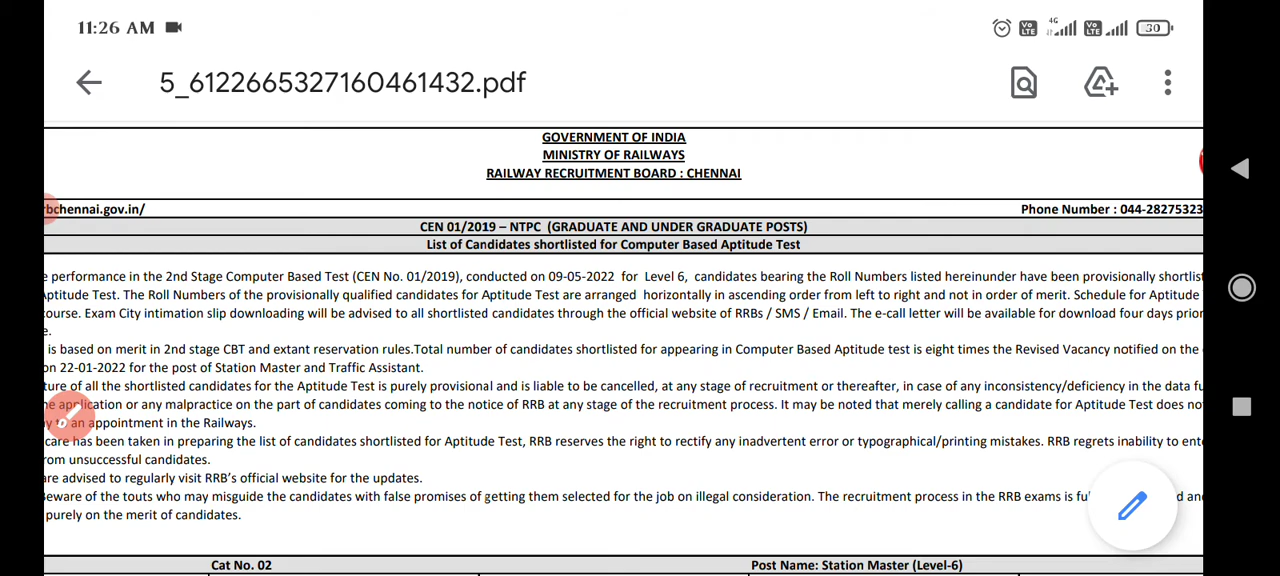 11:26 AM
4G
Vo LTE
Vo LTE
30
5_6122665327160461432.pdf
GOVERNMENT OF INDIA
MINISTRY OF RAILWAYS
RAILWAY RECRUITMENT BOARD : CHENNAI
rbchennai.gov.in/
Phone Number : 044-28275323
CEN 01/2019 – NTPC (GRADUATE AND UNDER GRADUATE POSTS)
List of Candidates shortlisted for Computer Based Aptitude Test
e performance in the 2nd Stage Computer Based Test (CEN No. 01/2019), conducted on 09-05-2022 for Level 6, candidates bearing the Roll Numbers listed hereinunder have been provisionally shortlis
Aptitude Test. The Roll Numbers of the provisionally qualified candidates for Aptitude Test are arranged horizontally in ascending order from left to right and not in order of merit. Schedule for Aptitude
course. Exam City intimation slip downloading will be advised to all shortlisted candidates through the official website of RRBs / SMS / Email. The e-call letter will be available for download four days prior
e.
is based on merit in 2nd stage CBT and extant reservation rules.Total number of candidates shortlisted for appearing in Computer Based Aptitude test is eight times the Revised Vacancy notified on the
on 22-01-2022 for the post of Station Master and Traffic Assistant.
ture of all the shortlisted candidates for the Aptitude Test is purely provisional and is liable to be cancelled, at any stage of recruitment or thereafter, in case of any inconsistency/deficiency in the data fu
he application or any malpractice on the part of candidates coming to the notice of RRB at any stage of the recruitment process. It may be noted that merely calling a candidate for Aptitude Test does no
an appointment in the Railways.
care has been taken in preparing the list of candidates shortlisted for Aptitude Test, RRB reserves the right to rectify any inadvertent error or typographical/printing mistakes. RRB regrets inability to ent
rom unsuccessful candidates.
are advised to regularly visit RRB's official website for the updates.
Beware of the touts who may misguide the candidates with false promises of getting them selected for the job on illegal consideration. The recruitment process in the RRB exams is fu
purely on the merit of candidates.
Cat No. 02
Post Name: Station Master (Level-6)